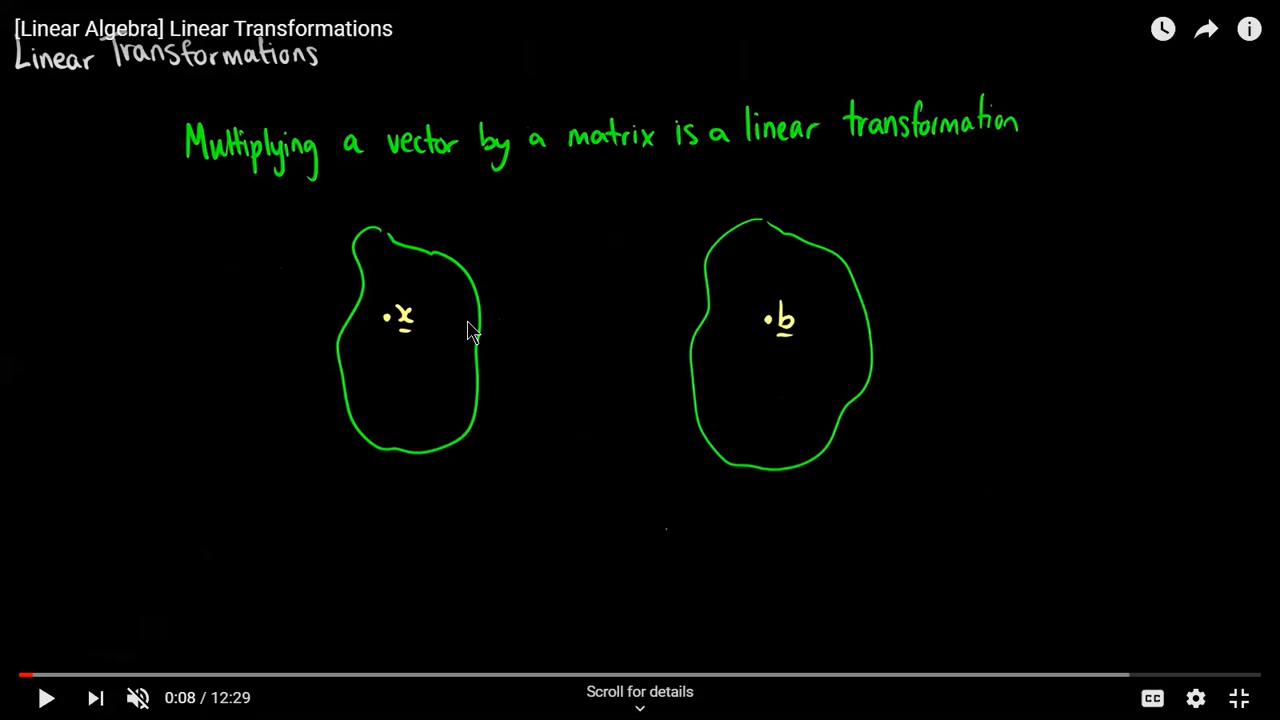 [Linear Algebra] Linear Transformations
Linear Transformations
Multiplying a vector by a matrix is a linear transformation
x
b
0:08 / 12:29
Scroll for details
CC